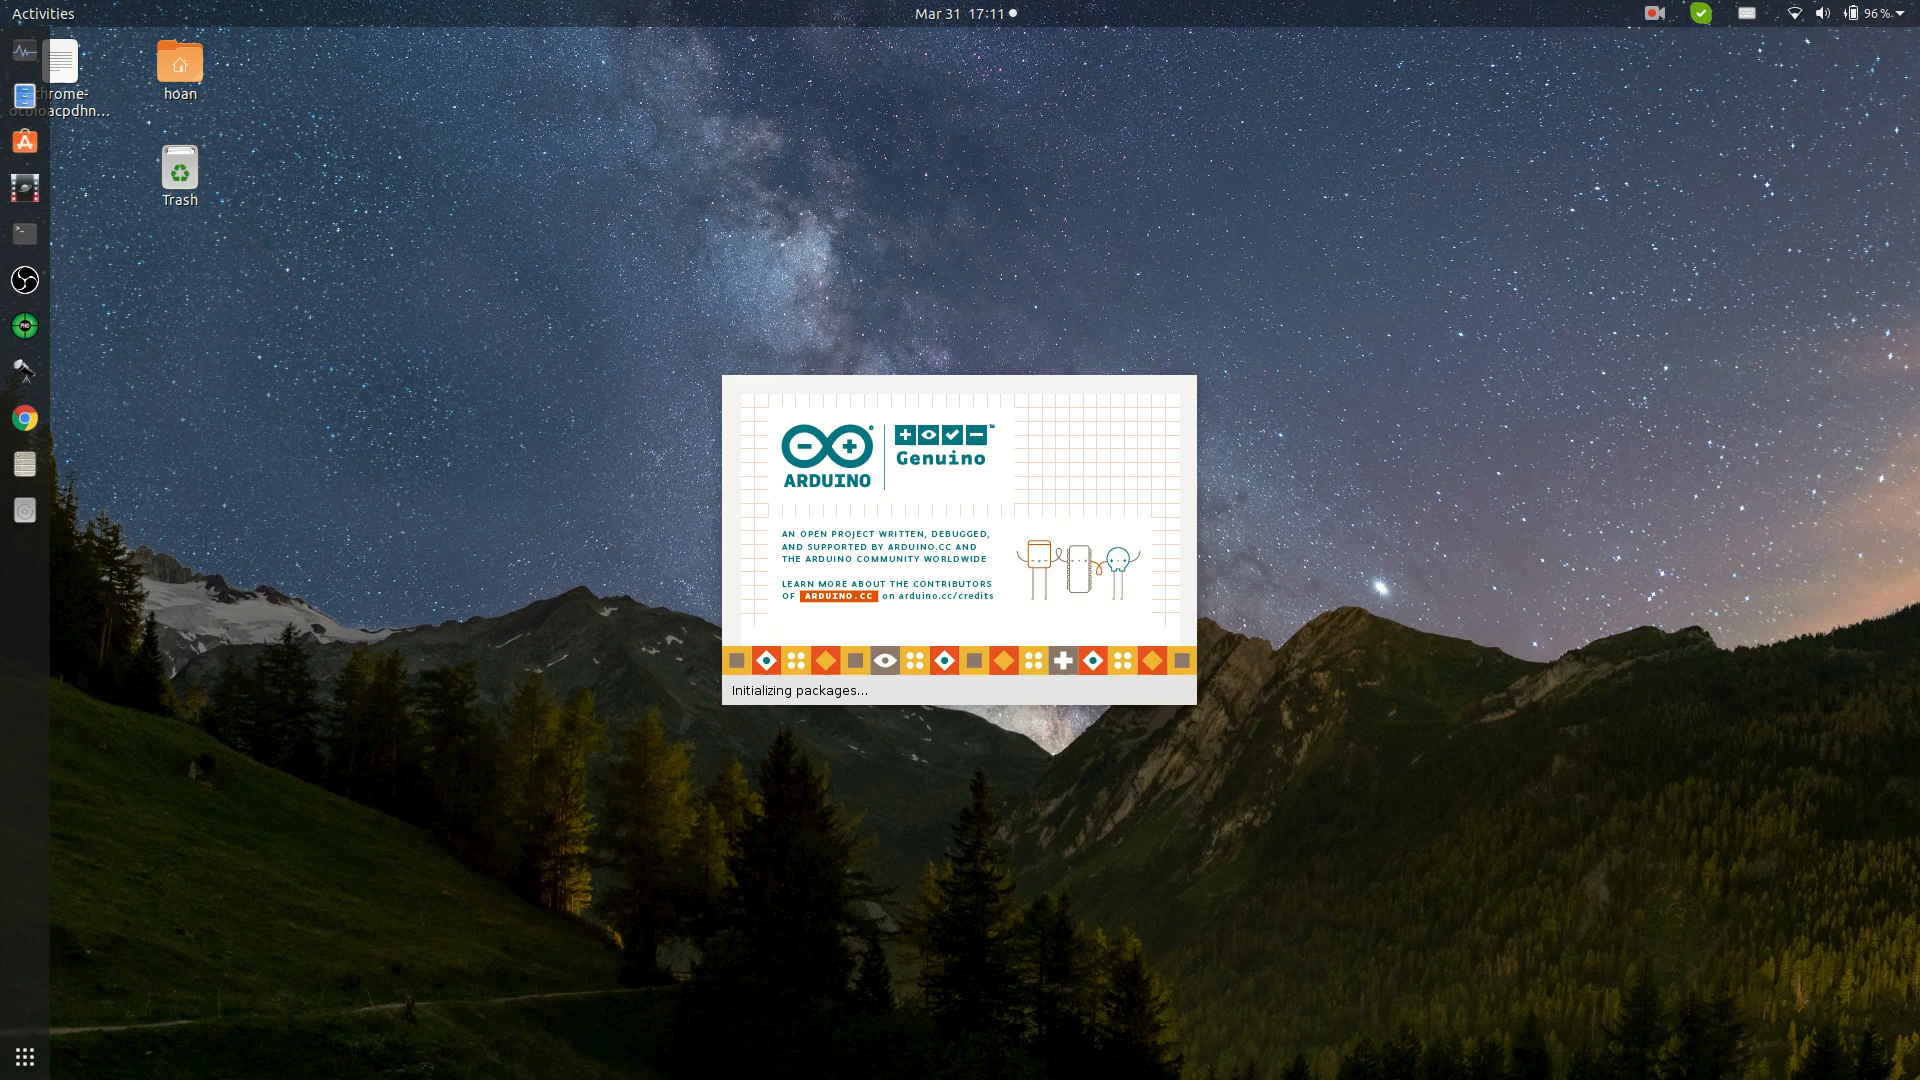 Activities
Mar 31 17:11
96 %
chrome-
ocbioacpdhn...
hoan
Trash
ARDUINO
Genuino
AN OPEN PROJECT WRITTEN, DEBUGGED,
AND SUPPORTED BY ARDUINO.CC AND
THE ARDUINO COMMUNITY WORLDWIDE
LEARN MORE ABOUT THE CONTRIBUTORS
OF ARDUINO.CC on arduino.cc/credits
Initializing packages...